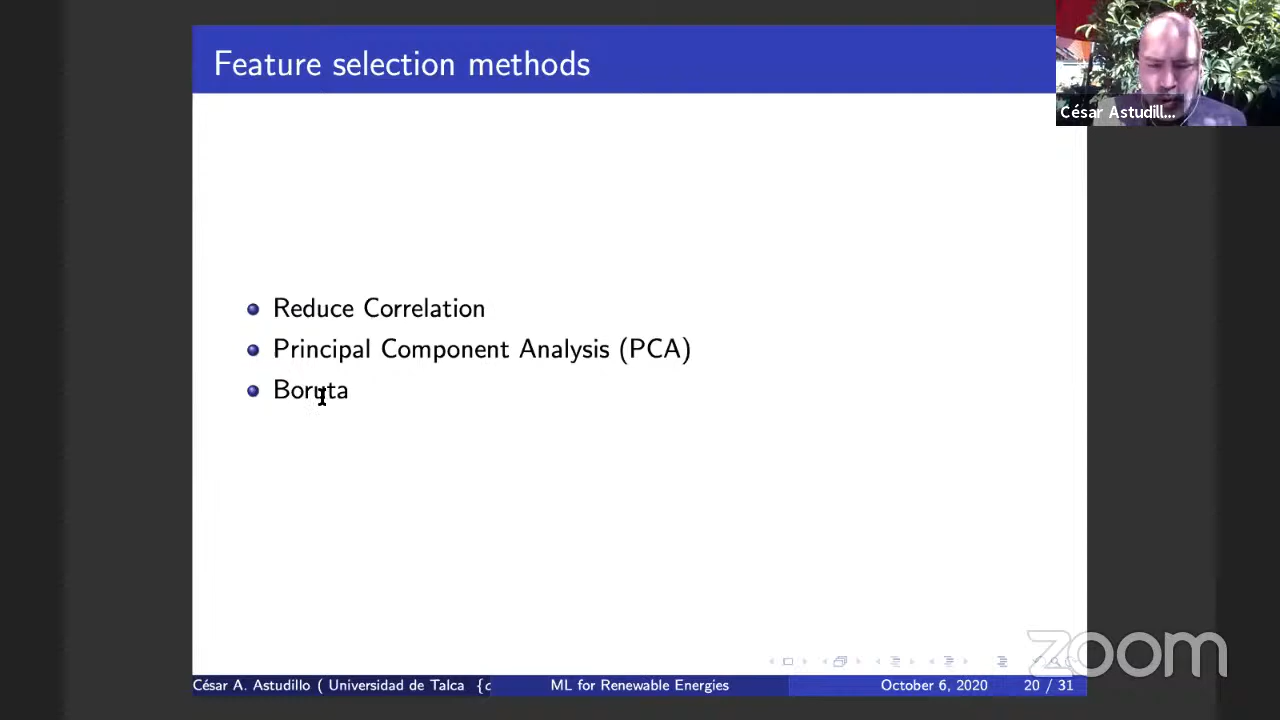 Feature selection methods
César Astudill...
Reduce Correlation
Principal Component Analysis (PCA)
Boruta
zoom
César A. Astudillo ( Universidad de Talca {c
ML for Renewable Energies
October 6, 2020
20 / 31